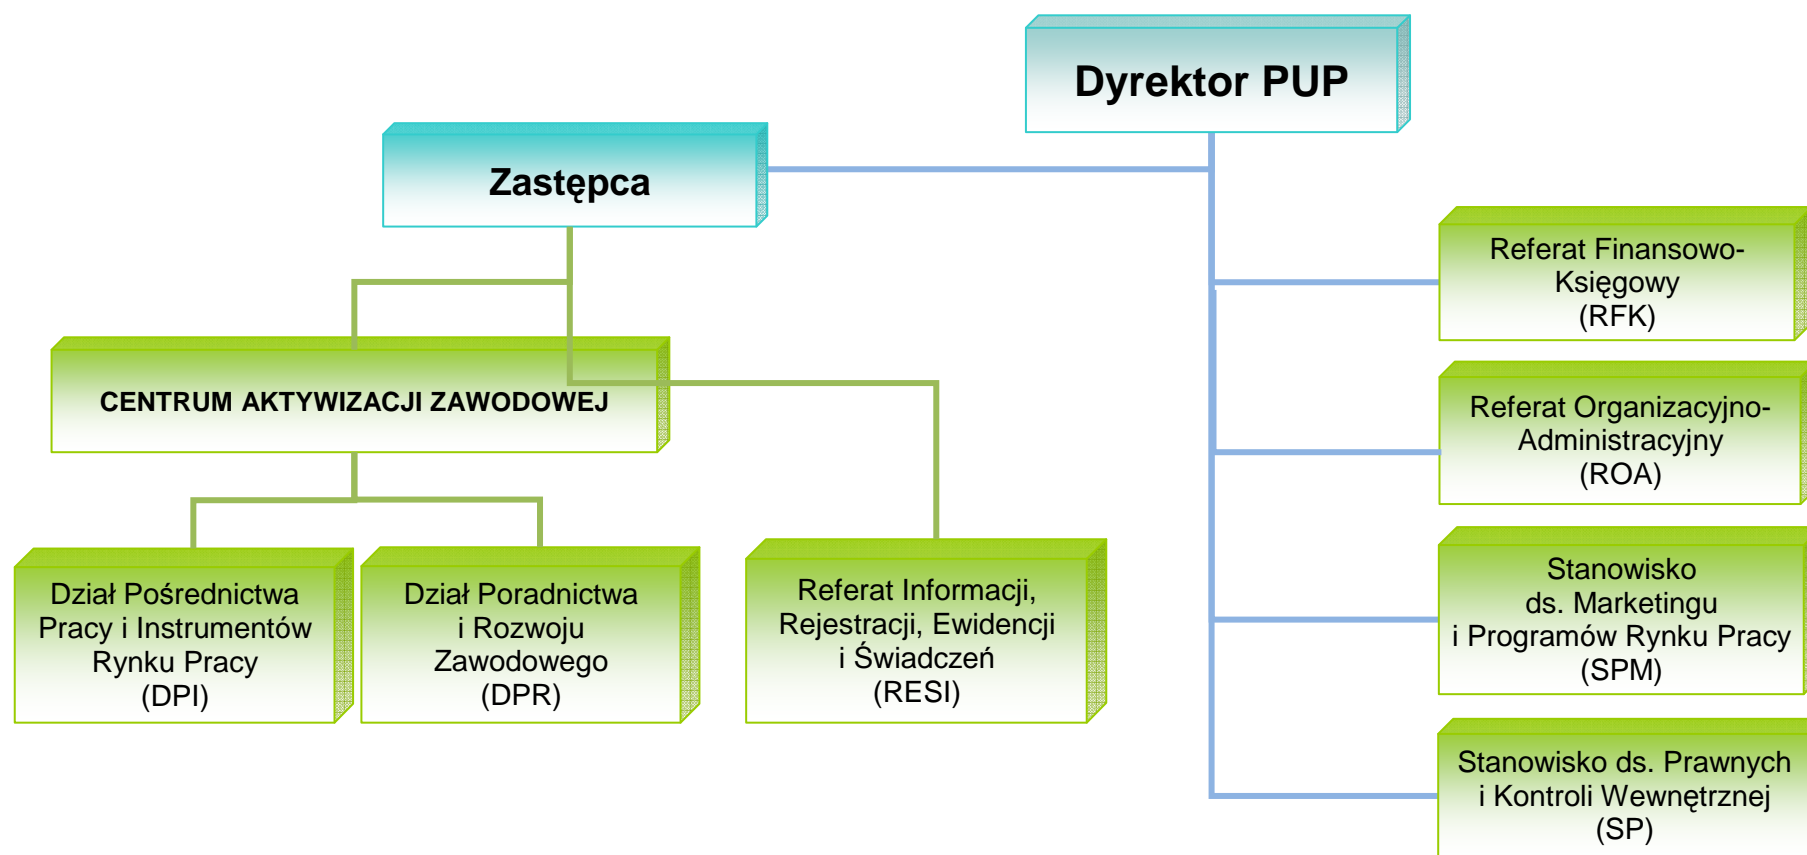 Dyrektor PUP
Zastępca
Referat Finansowo-
Księgowy
(RFK)
CENTRUM AKTYWIZACJI ZAWODOWEJ
Referat Organizacyjno-
Administracyjny
(ROA)
Dział Pośrednictwa
Pracy i Instrumentów
Rynku Pracy
(DPI)
Dział Poradnictwa
i Rozwoju
Zawodowego
(DPR)
Referat Informacji,
Rejestracji, Ewidencji
i Świadczeń
(RESI)
Stanowisko
ds. Marketingu
i Programów Rynku Pracy
(SPM)
Stanowisko ds. Prawnych
i Kontroli Wewnętrznej
(SP)